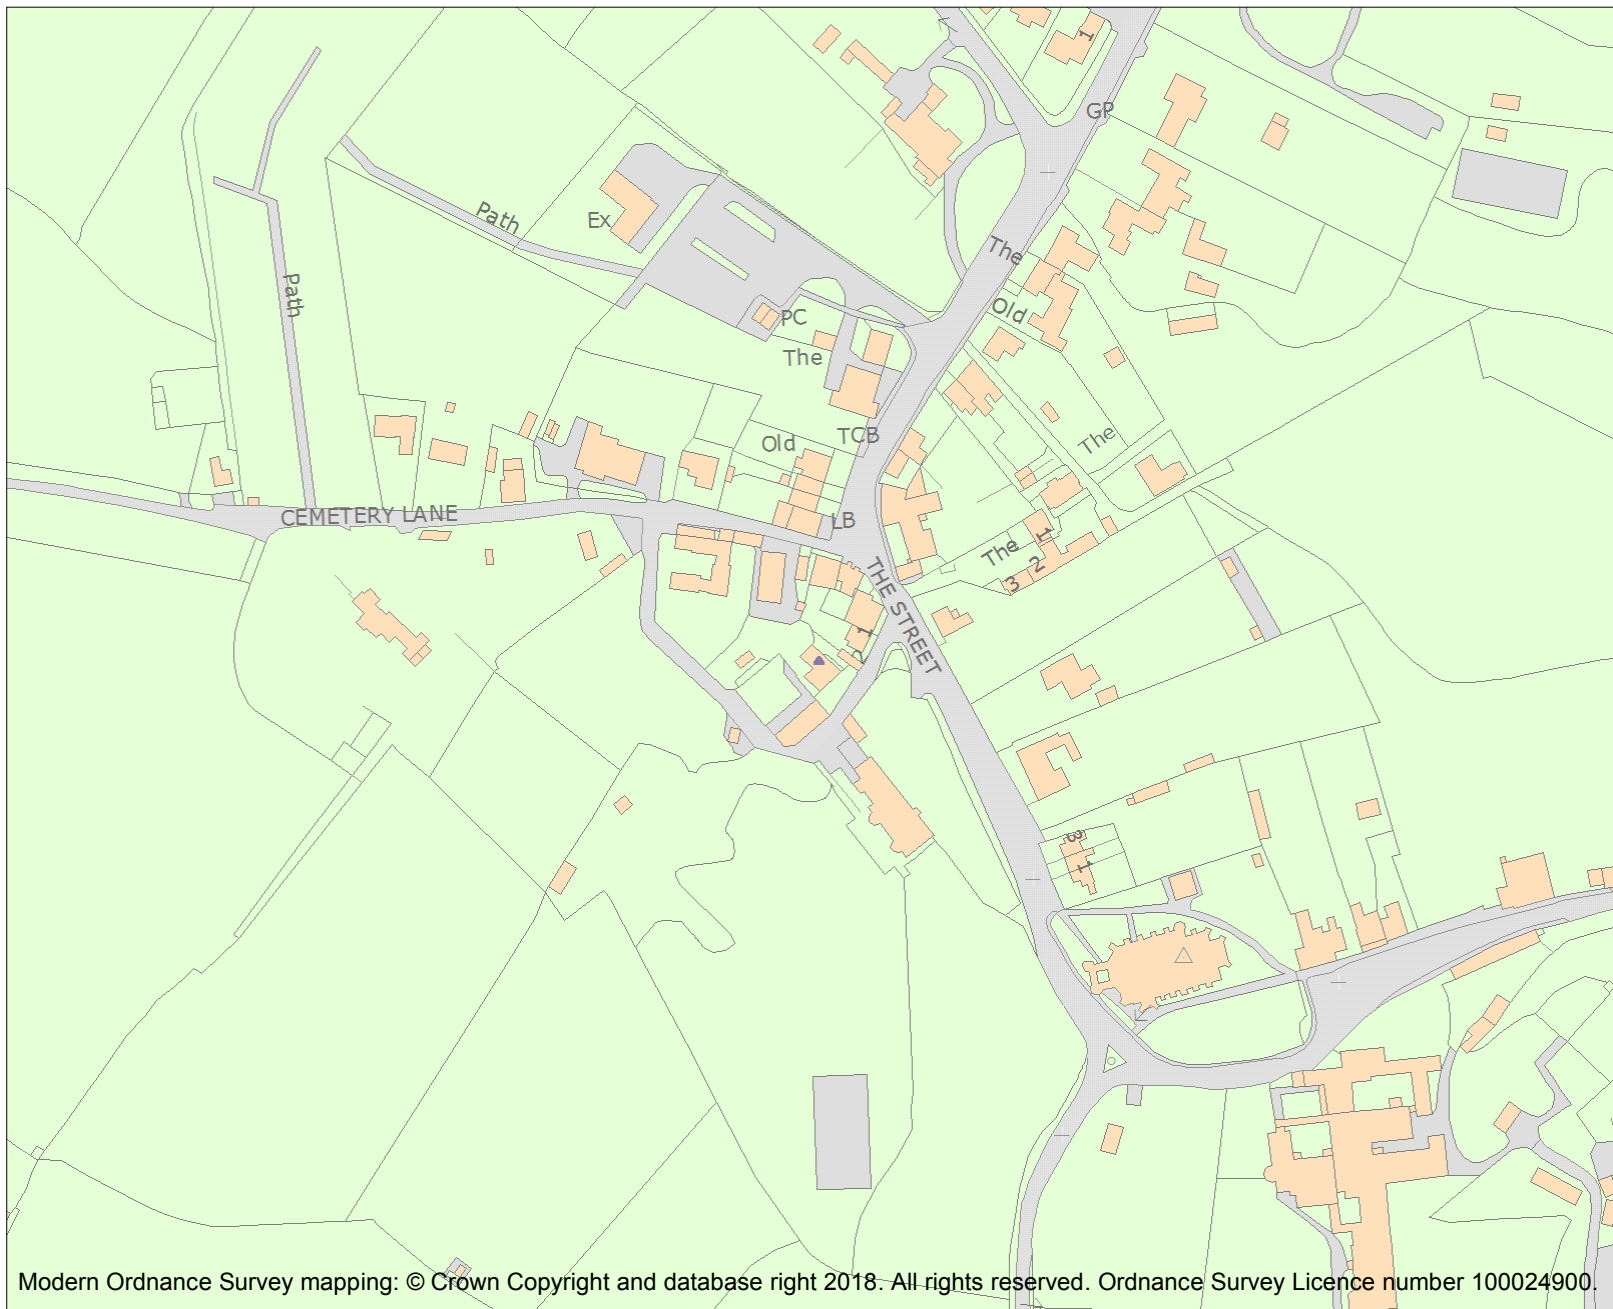 1
GP
Path
Ex
The
Path
Old
PC
The
The
Old
TCB
CEMETERY LANE
LB
The
1
2
3
THE STREET
1
2
3
1
Modern Ordnance Survey mapping: © Crown Copyright and database right 2018. All rights reserved. Ordnance Survey Licence number 100024900.